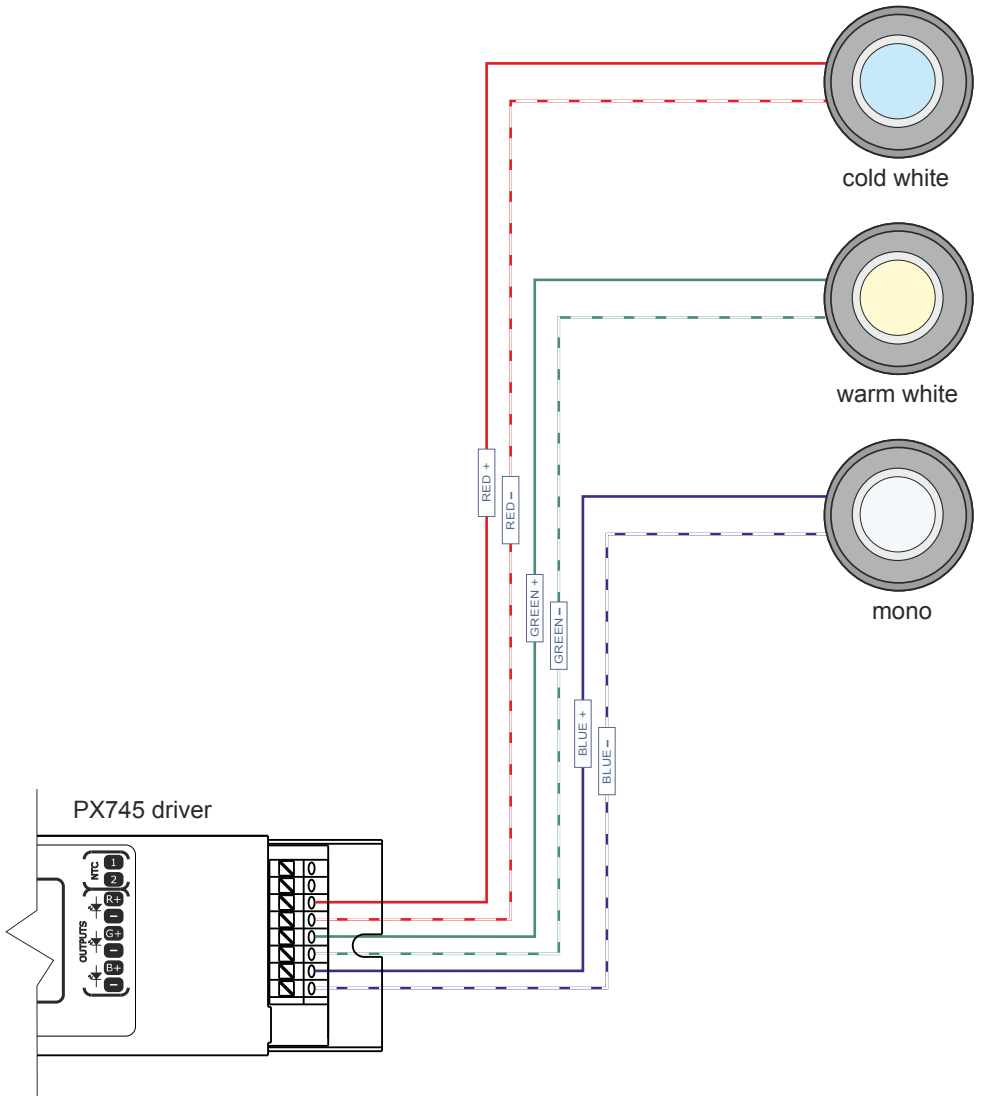 cold white
warm white
mono
RED +
RED –
GREEN +
GREEN –
BLUE +
BLUE –
PX745 driver
NTC
1
2
OUTPUTS
R+
–
G+
–
B+
–